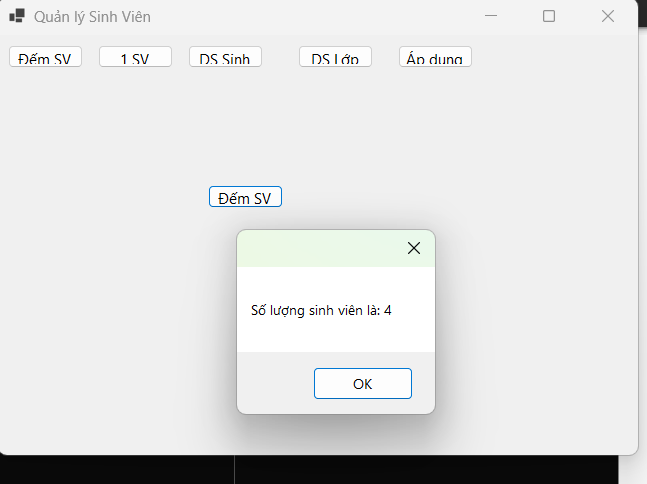 Quản lý Sinh Viên
Đếm SV
1 SV
DS Sinh
DS Lớp
Áp dụng
Đếm SV
Số lượng sinh viên là: 4
OK